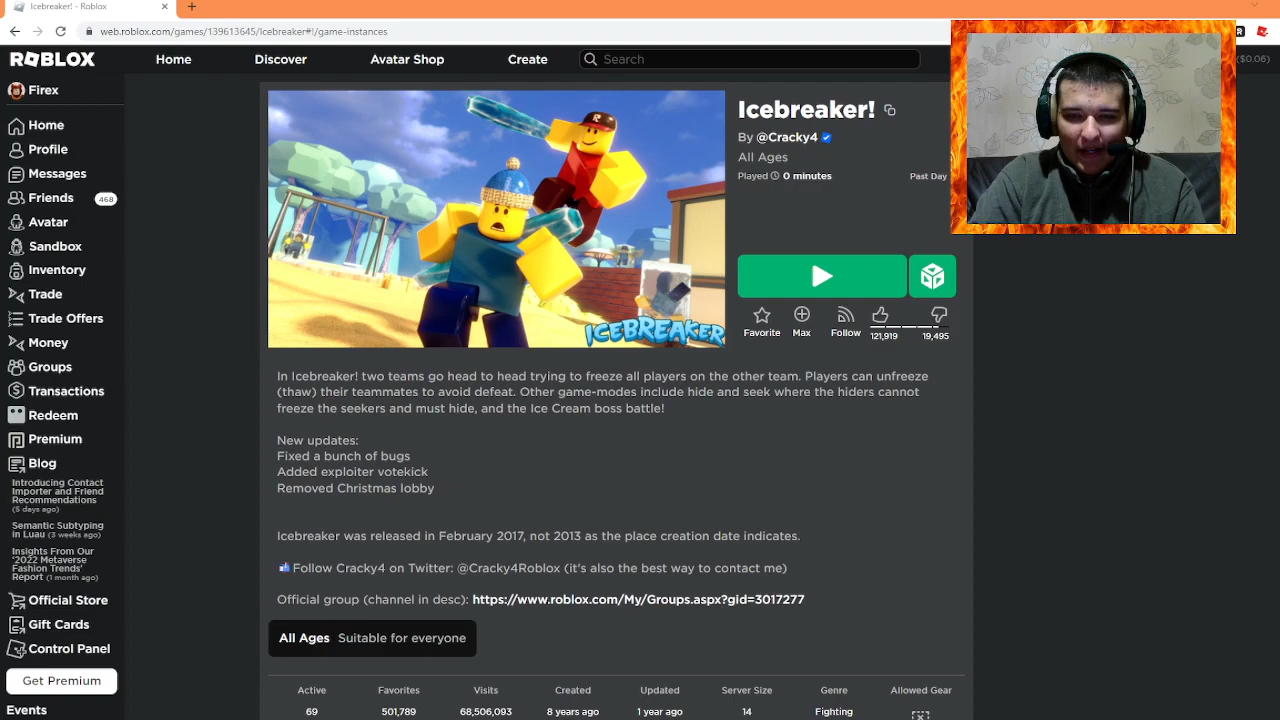 Icebreaker! - Roblox
web.roblox.com/games/139613645/Icebreaker#!/game-instances
ROBLOX Home Discover Avatar Shop Create Search ($0.06)
Firex
Home
Profile
Messages
Friends 468
Avatar
Sandbox
Inventory
Trade
Trade Offers
Money
Groups
Transactions
Redeem
Premium
Blog
Introducing Contact
Importer and Friend
Recommendations
(5 days ago)
Semantic Subtyping
in Luau (3 weeks ago)
Insights From Our
'2022 Metaverse
Fashion Trends'
Report (1 month ago)
Official Store
Gift Cards
Control Panel
Get Premium
Events
ICEBREAKER
Icebreaker!
By @Cracky4
All Ages
Played 0 minutes Past Day
Favorite Max Follow 121,919 19,495
In Icebreaker! two teams go head to head trying to freeze all players on the other team. Players can unfreeze
(thaw) their teammates to avoid defeat. Other game-modes include hide and seek where the hiders cannot
freeze the seekers and must hide, and the Ice Cream boss battle!
New updates:
Fixed a bunch of bugs
Added exploiter votekick
Removed Christmas lobby
Icebreaker was released in February 2017, not 2013 as the place creation date indicates.
Follow Cracky4 on Twitter: @Cracky4Roblox (it's also the best way to contact me)
Official group (channel in desc): https://www.roblox.com/My/Groups.aspx?gid=3017277
All Ages Suitable for everyone
Active Favorites Visits Created Updated Server Size Genre Allowed Gear
69 501,789 68,506,093 8 years ago 1 year ago 14 Fighting